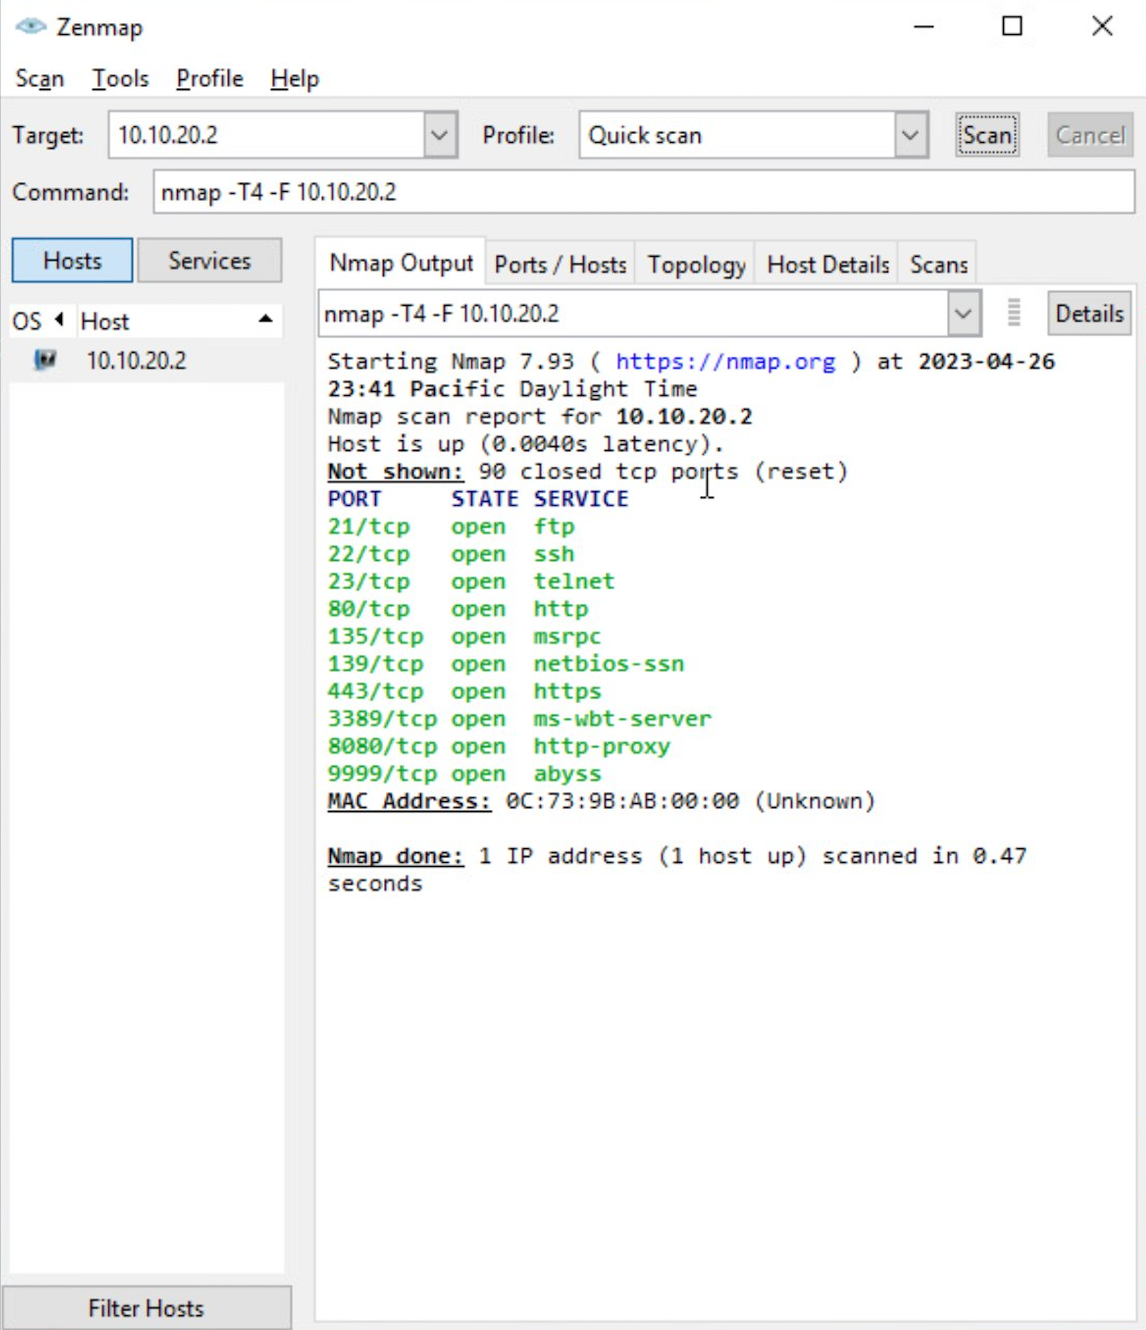 Zenmap
Scan Tools Profile Help
Target: 10.10.20.2 Profile: Quick scan Scan Cancel
Command: nmap -T4 -F 10.10.20.2
Hosts Services
OS Host
10.10.20.2
Filter Hosts
Nmap Output Ports / Hosts Topology Host Details Scans
nmap -T4 -F 10.10.20.2 Details
Starting Nmap 7.93 ( https://nmap.org ) at 2023-04-26
23:41 Pacific Daylight Time
Nmap scan report for 10.10.20.2
Host is up (0.0040s latency).
Not shown: 90 closed tcp ports (reset)
PORT STATE SERVICE
21/tcp open ftp
22/tcp open ssh
23/tcp open telnet
80/tcp open http
135/tcp open msrpc
139/tcp open netbios-ssn
443/tcp open https
3389/tcp open ms-wbt-server
8080/tcp open http-proxy
9999/tcp open abyss
MAC Address: 0C:73:9B:AB:00:00 (Unknown)
Nmap done: 1 IP address (1 host up) scanned in 0.47
seconds